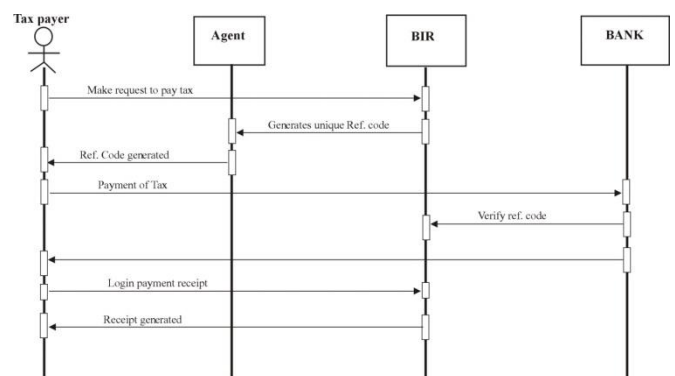 Tax payer
Agent
BIR
BANK
Make request to pay tax
Generates unique Ref. code
Ref. Code generated
Payment of Tax
Verify ref. code
Login payment receipt
Receipt generated